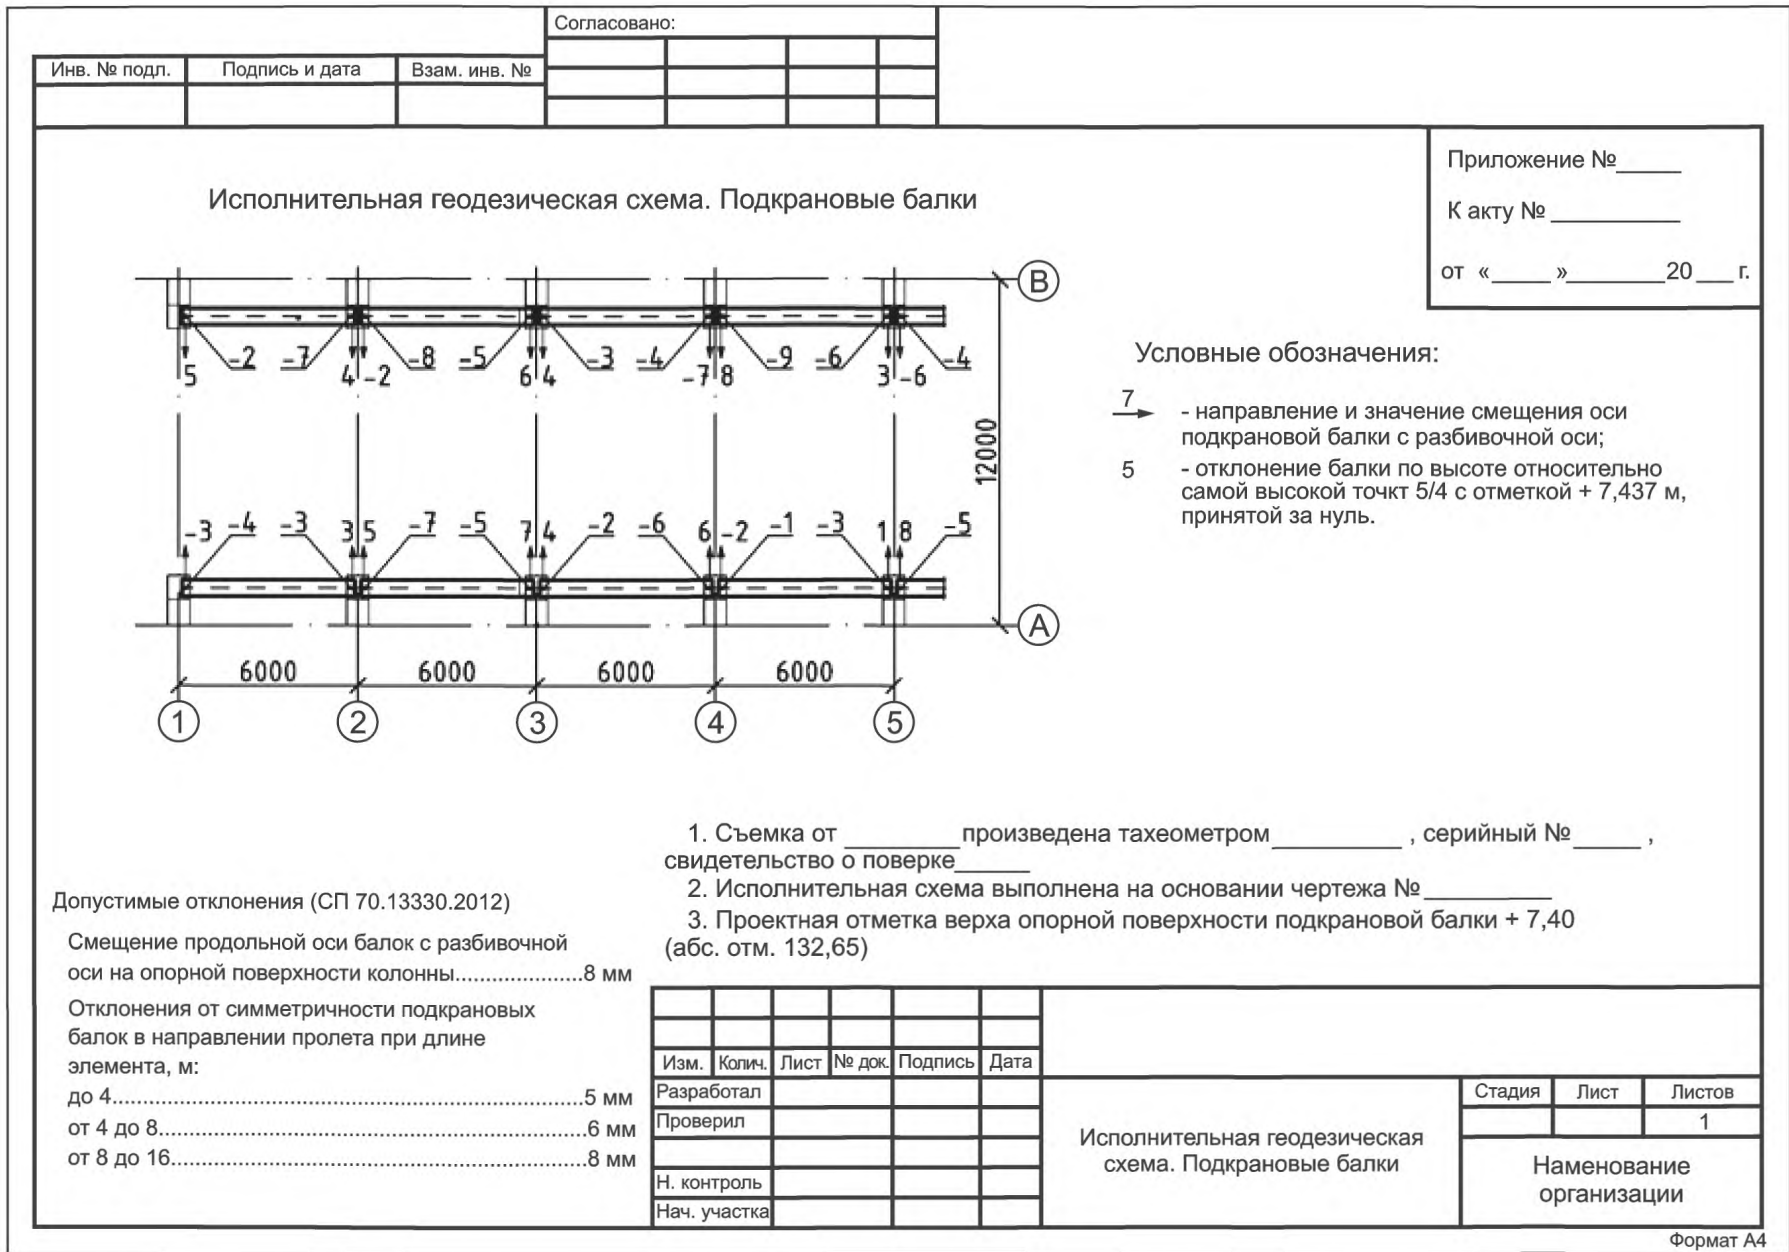 Согласовано:
Инв. № подл. Подпись и дата Взам. инв. №
Приложение №_____
К акту № __________
от «_____ »________20 ___ г.
Исполнительная геодезическая схема. Подкрановые балки
В
-2 -7 -8 -5 -3 -4 -9 -6 -4
5 4 -2 6 4 -7 8 3 -6
12000
-3 -4 -3 3 5 -7 -5 7 4 -2 -6 6 -2 -1 -3 1 8 -5
А
6000 6000 6000 6000
1 2 3 4 5
Условные обозначения:
7 - направление и значение смещения оси
подкрановой балки с разбивочной оси;
5 - отклонение балки по высоте относительно
самой высокой точкт 5/4 с отметкой + 7,437 м,
принятой за нуль.
1. Съемка от _________произведена тахеометром__________ , серийный №_____ ,
свидетельство о поверке______
2. Исполнительная схема выполнена на основании чертежа №__________
3. Проектная отметка верха опорной поверхности подкрановой балки + 7,40
(абс. отм. 132,65)
Допустимые отклонения (СП 70.13330.2012)
Смещение продольной оси балок с разбивочной
оси на опорной поверхности колонны...................8 мм
Отклонения от симметричности подкрановых
балок в направлении пролета при длине
элемента, м:
до 4......................................................................5 мм
от 4 до 8...............................................................6 мм
от 8 до 16.............................................................8 мм
Изм. Колич. Лист № док. Подпись Дата
Разработал
Проверил
Н. контроль
Нач. участка
Исполнительная геодезическая
схема. Подкрановые балки
Стадия Лист Листов
1
Наменование
организации
Формат А4